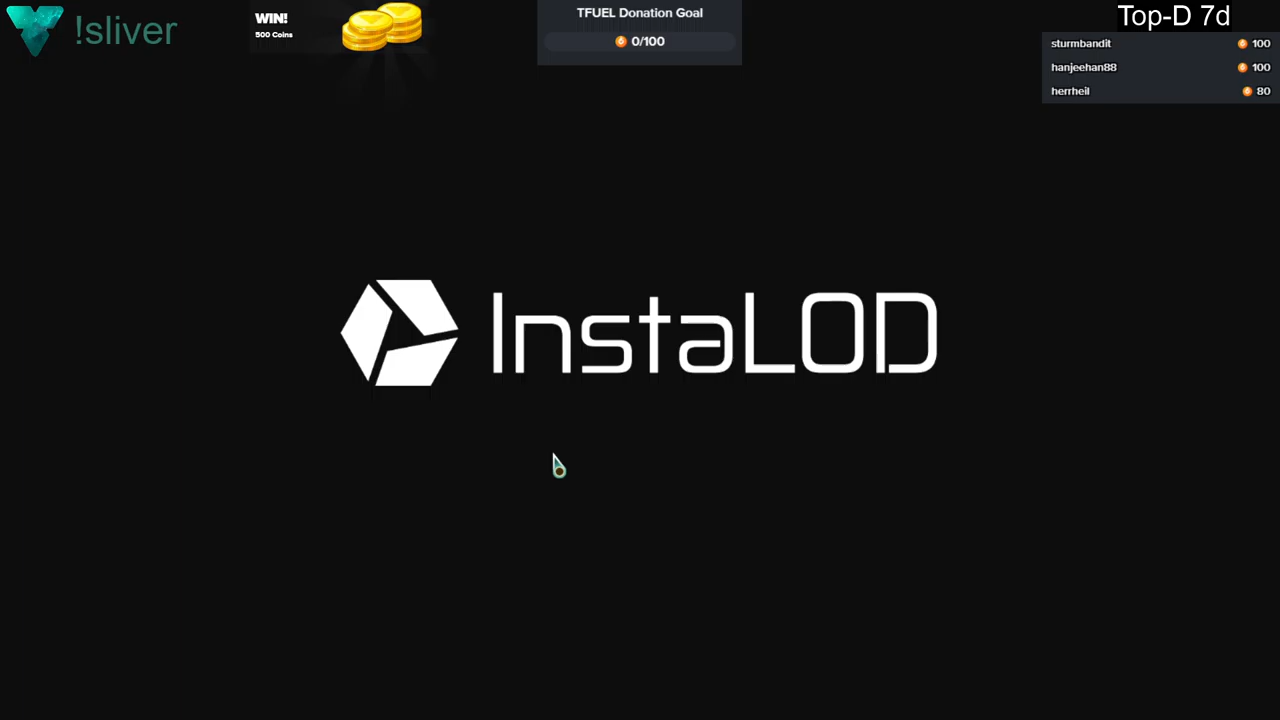 !sliver
WIN!
500 Coins
TFUEL Donation Goal
0/100
Top-D 7d
sturmbandit 100
hanjeehan88 100
herrheil 80
InstaLOD